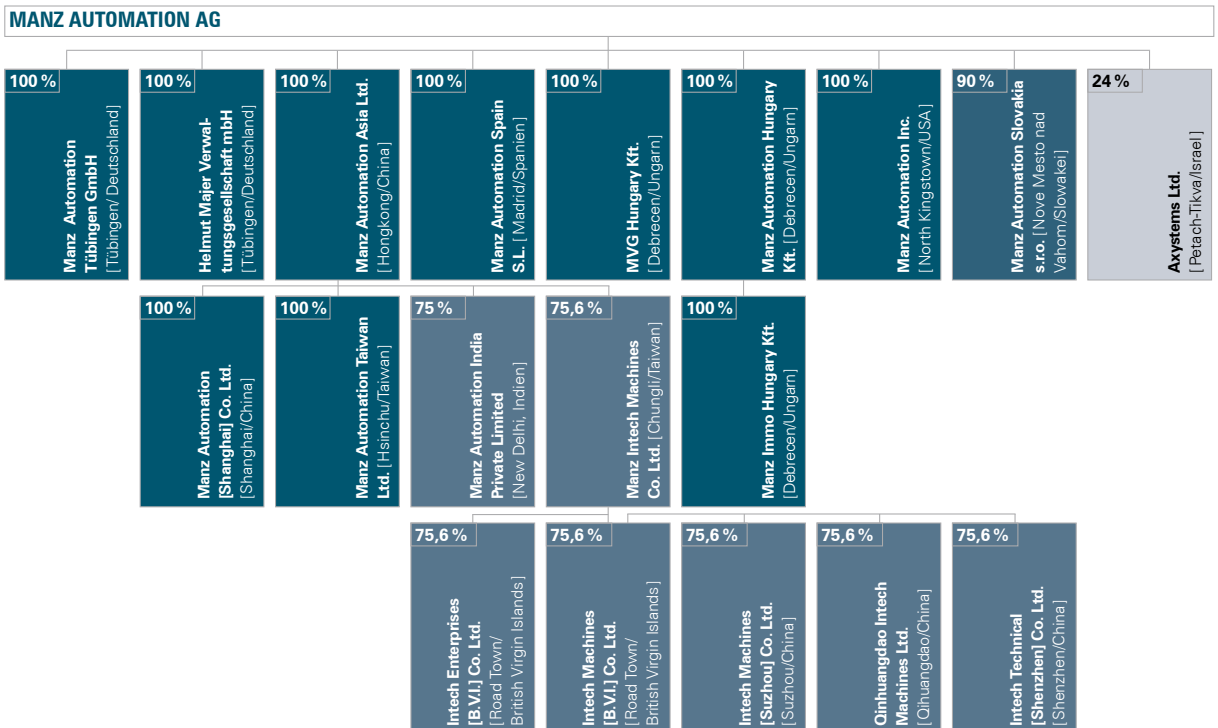 MANZ AUTOMATION AG
100 %
Manz Automation
Tübingen GmbH
[Tübingen/ Deutschland]
100 %
Helmut Majer Verwal-
tungsgesellschaft mbH
[Tübingen/Deutschland]
100 %
Manz Automation Asia Ltd.
[Hongkong/China]
100 %
Manz Automation Spain
S.L. [Madrid/Spanien]
100 %
MVG Hungary Kft.
[Debrecen/Ungarn]
100 %
Manz Automation Hungary
Kft. [Debrecen/Ungarn]
100 %
Manz Automation Inc.
[North Kingstown/USA]
90 %
Manz Automation Slovakia
s.r.o. [Nove Mesto nad
Vahom/Slowakei]
24 %
Axystems Ltd.
[Petach-Tikva/Israel]
100 %
Manz Automation
[Shanghai] Co. Ltd.
[Shanghai/China]
100 %
Manz Automation Taiwan
Ltd. [Hsinchu/Taiwan]
75 %
Manz Automation India
Private Limited
[New Delhi, Indien]
75,6 %
Manz Intech Machines
Co. Ltd. [Chungli/Taiwan]
100 %
Manz Immo Hungary Kft.
[Debrecen/Ungarn]
75,6 %
Intech Enterprises
[B.V.I.] Co. Ltd.
[Road Town/
British Virgin Islands]
75,6 %
Intech Machines
[B.V.I.] Co. Ltd.
[Road Town/
British Virgin Islands]
75,6 %
Intech Machines
[Suzhou] Co. Ltd.
[Suzhou/China]
75,6 %
Qinhuangdao Intech
Machines Ltd.
[Qihuangdao/China]
75,6 %
Intech Technical
[Shenzhen] Co. Ltd.
[Shenzhen/China]